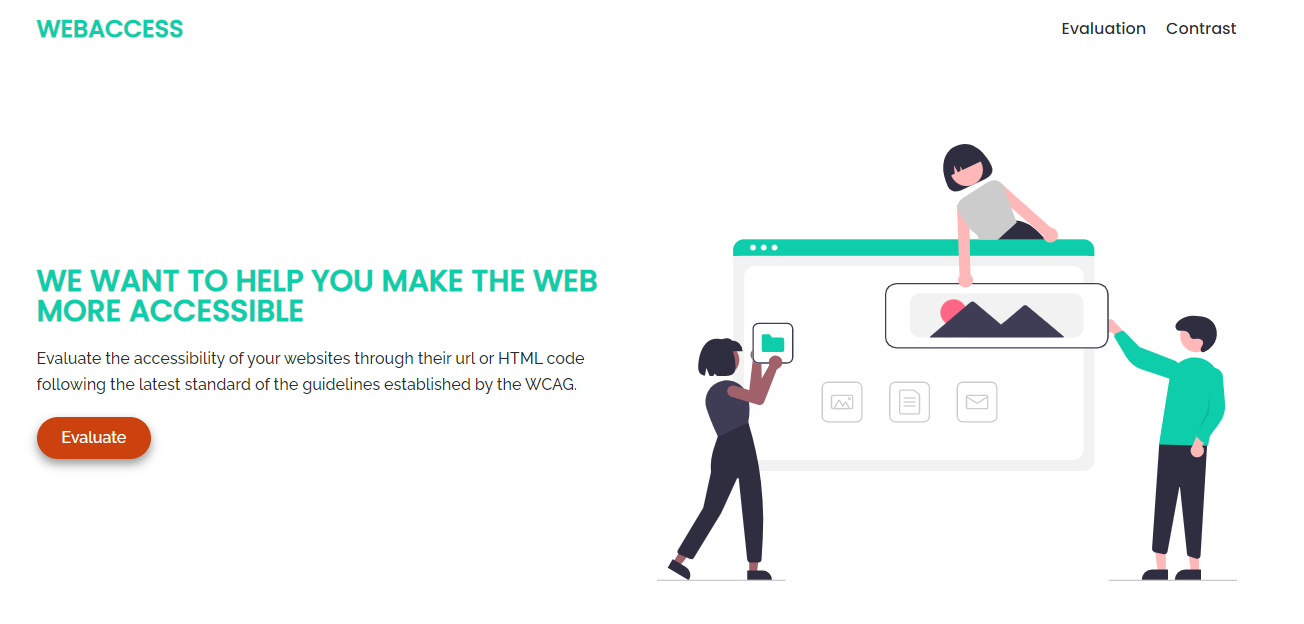 WEBACCESS
Evaluation Contrast
WE WANT TO HELP YOU MAKE THE WEB
MORE ACCESSIBLE
Evaluate the accessibility of your websites through their url or HTML code
following the latest standard of the guidelines established by the WCAG.
Evaluate